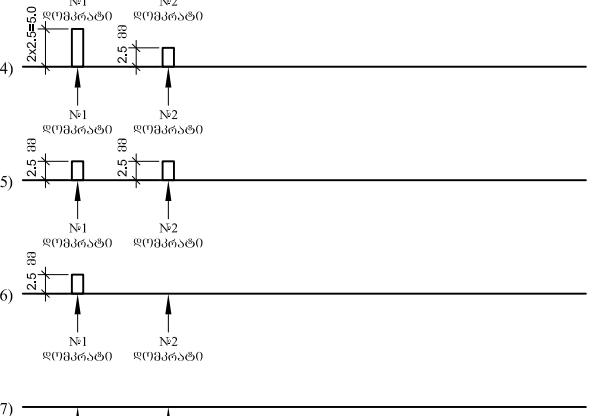 №1 №2
დომკრატი დომკრატი
2x2.5=5.0 2.5 მმ
4)
№1 №2
დომკრატი დომკრატი
2.5 მმ 2.5 მმ
5)
№1 №2
დომკრატი დომკრატი
2.5 მმ
6)
№1 №2
დომკრატი დომკრატი
7)